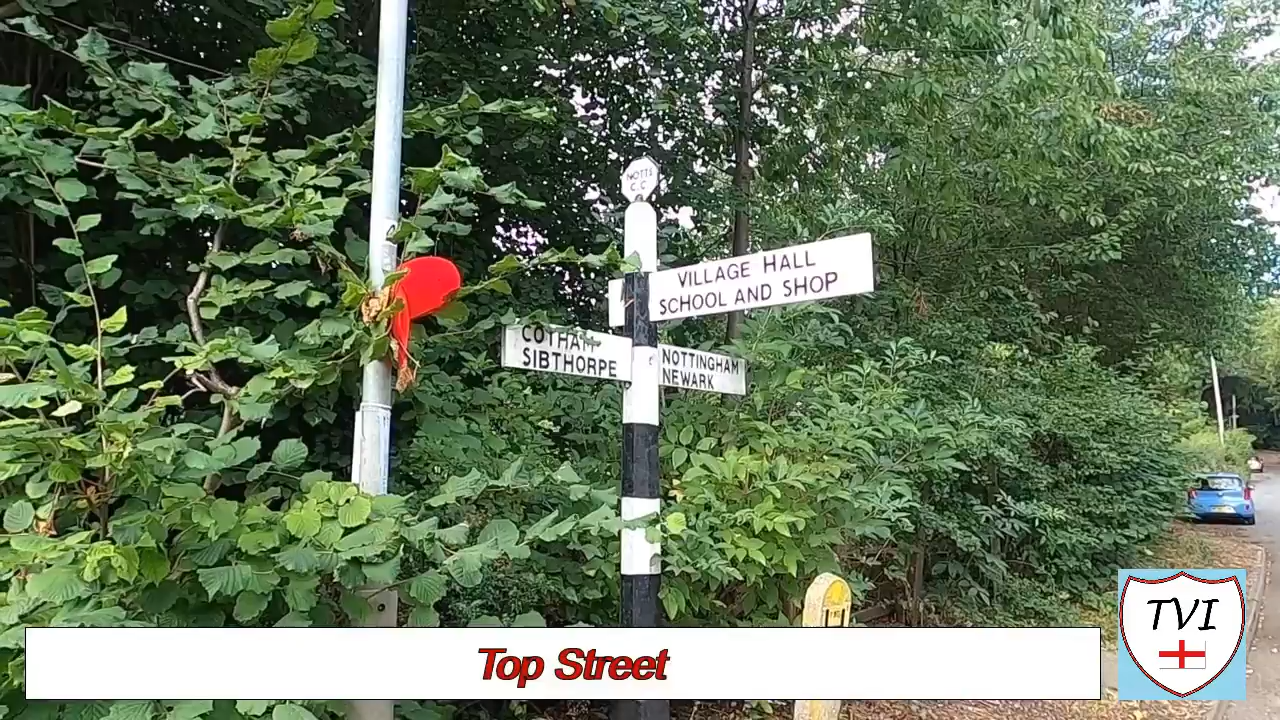 NOTTS
C.C
VILLAGE HALL
SCHOOL AND SHOP
COTHAM
SIBTHORPE
NOTTINGHAM
NEWARK
Top Street
TVI